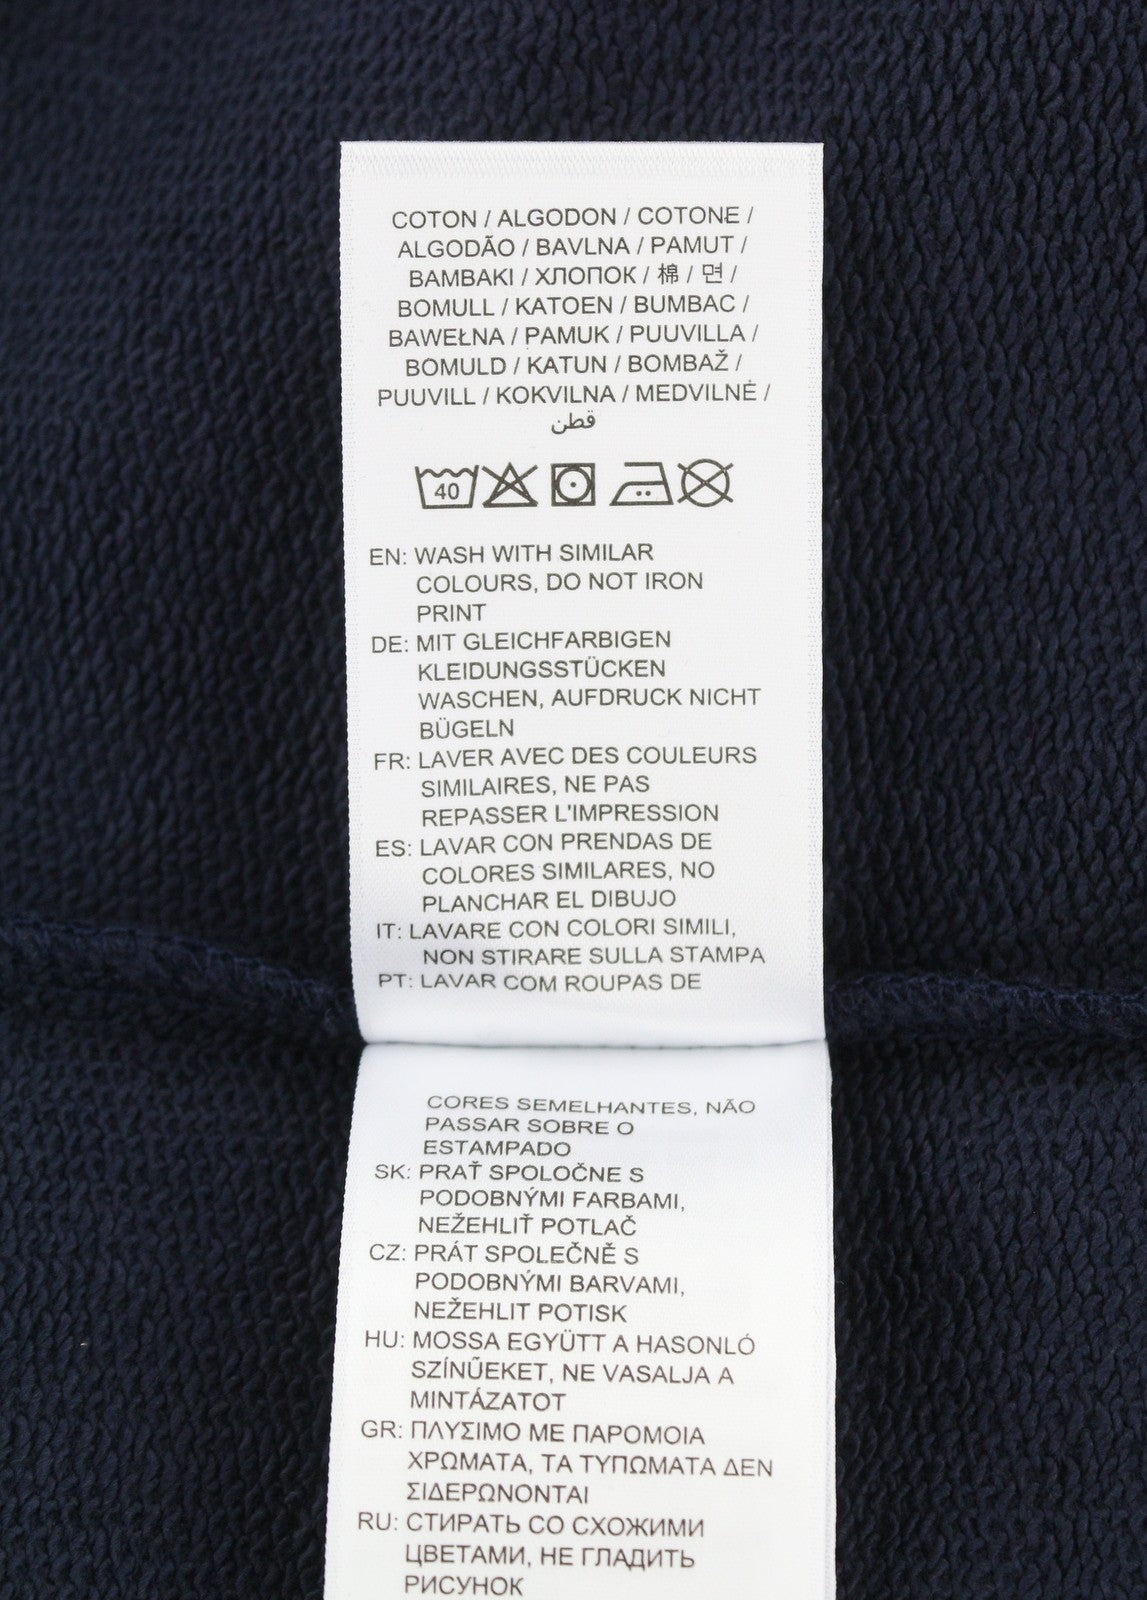 COTON / ALGODON / COTONE /
ALGODÃO / BAVLNA / PAMUT /
BAMBAKI / ХЛОПОК / 棉 / 면 /
BOMULL / KATOEN / BUMBAC /
BAWEŁNA / PAMUK / PUUVILLA /
BOMULD / KATUN / BOMBAŽ /
PUUVILL / KOKVILNA / MEDVILNĖ /
قطن
40
EN: WASH WITH SIMILAR
COLOURS, DO NOT IRON
PRINT
DE: MIT GLEICHFARBIGEN
KLEIDUNGSSTÜCKEN
WASCHEN, AUFDRUCK NICHT
BÜGELN
FR: LAVER AVEC DES COULEURS
SIMILAIRES, NE PAS
REPASSER L'IMPRESSION
ES: LAVAR CON PRENDAS DE
COLORES SIMILARES, NO
PLANCHAR EL DIBUJO
IT: LAVARE CON COLORI SIMILI,
NON STIRARE SULLA STAMPA
PT: LAVAR COM ROUPAS DE
CORES SEMELHANTES, NÃO
PASSAR SOBRE O
ESTAMPADO
SK: PRAŤ SPOLOČNE S
PODOBNÝMI FARBAMI,
NEŽEHLIŤ POTLAČ
CZ: PRÁT SPOLEČNĚ S
PODOBNÝMI BARVAMI,
NEŽEHLIT POTISK
HU: MOSSA EGYÜTT A HASONLÓ
SZÍNŰEKET, NE VASALJA A
MINTÁZATOT
GR: ΠΛΥΣΙΜΟ ΜΕ ΠΑΡΟΜΟΙΑ
ΧΡΩΜΑΤΑ, ΤΑ ΤΥΠΩΜΑΤΑ ΔΕΝ
ΣΙΔΕΡΩΝΟΝΤΑΙ
RU: СТИРАТЬ СО СХОЖИМИ
ЦВЕТАМИ, НЕ ГЛАДИТЬ
РИСУНОК